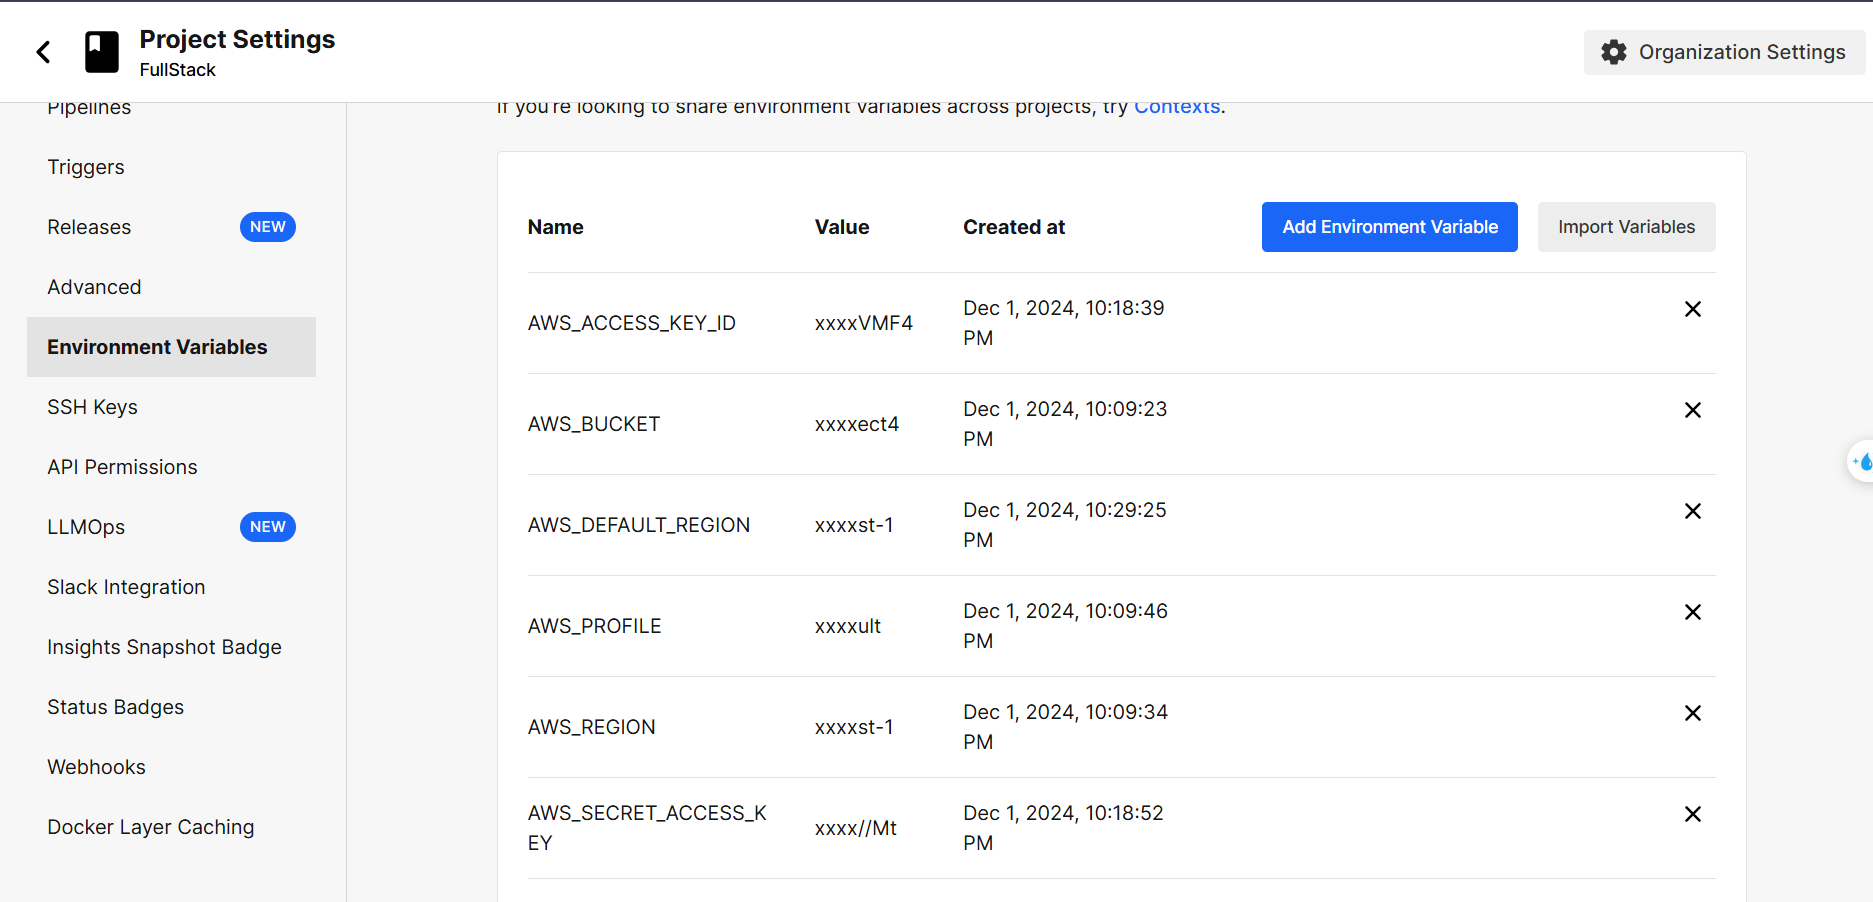 Project Settings
FullStack
Organization Settings
Pipelines
Triggers
Releases NEW
Advanced
Environment Variables
SSH Keys
API Permissions
LLMOps NEW
Slack Integration
Insights Snapshot Badge
Status Badges
Webhooks
Docker Layer Caching
If you're looking to share environment variables across projects, try Contexts.
Name Value Created at Add Environment Variable Import Variables
AWS_ACCESS_KEY_ID xxxxVMF4 Dec 1, 2024, 10:18:39
PM
AWS_BUCKET xxxxect4 Dec 1, 2024, 10:09:23
PM
AWS_DEFAULT_REGION xxxxst-1 Dec 1, 2024, 10:29:25
PM
AWS_PROFILE xxxxult Dec 1, 2024, 10:09:46
PM
AWS_REGION xxxxst-1 Dec 1, 2024, 10:09:34
PM
AWS_SECRET_ACCESS_K xxxx//Mt Dec 1, 2024, 10:18:52
EY PM